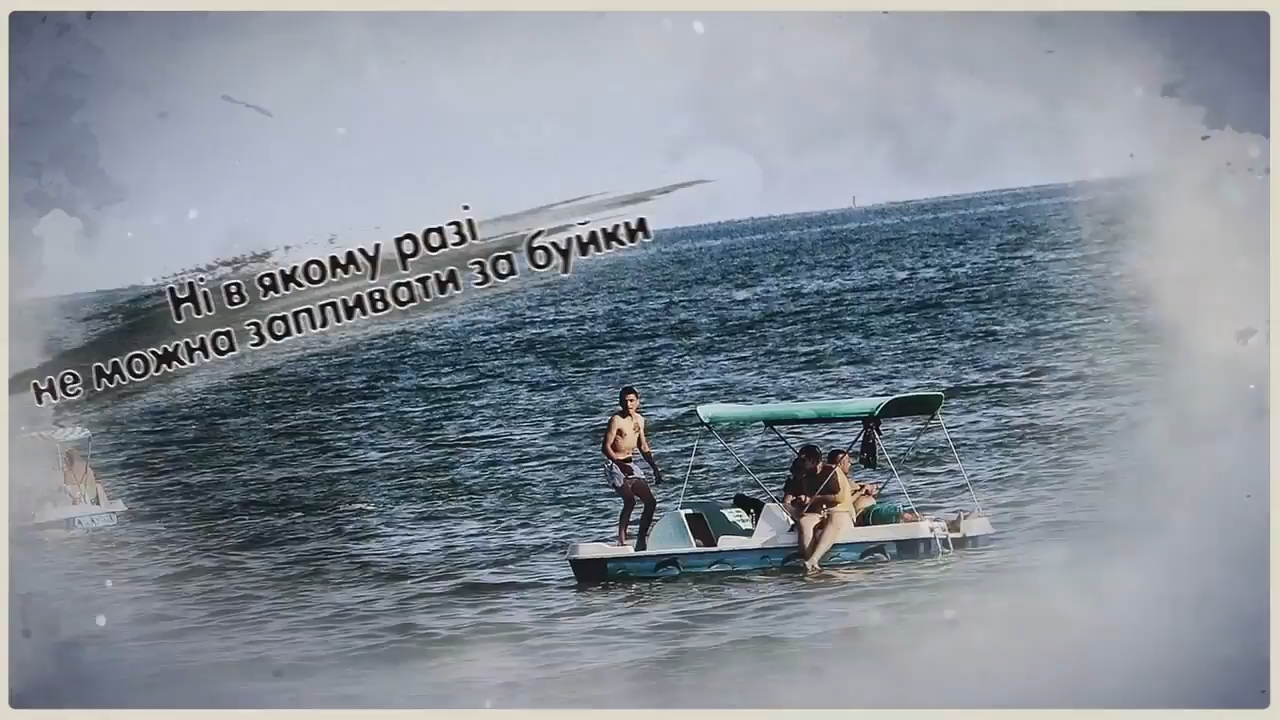 Ні в якому разі
не можна запливати за буйки